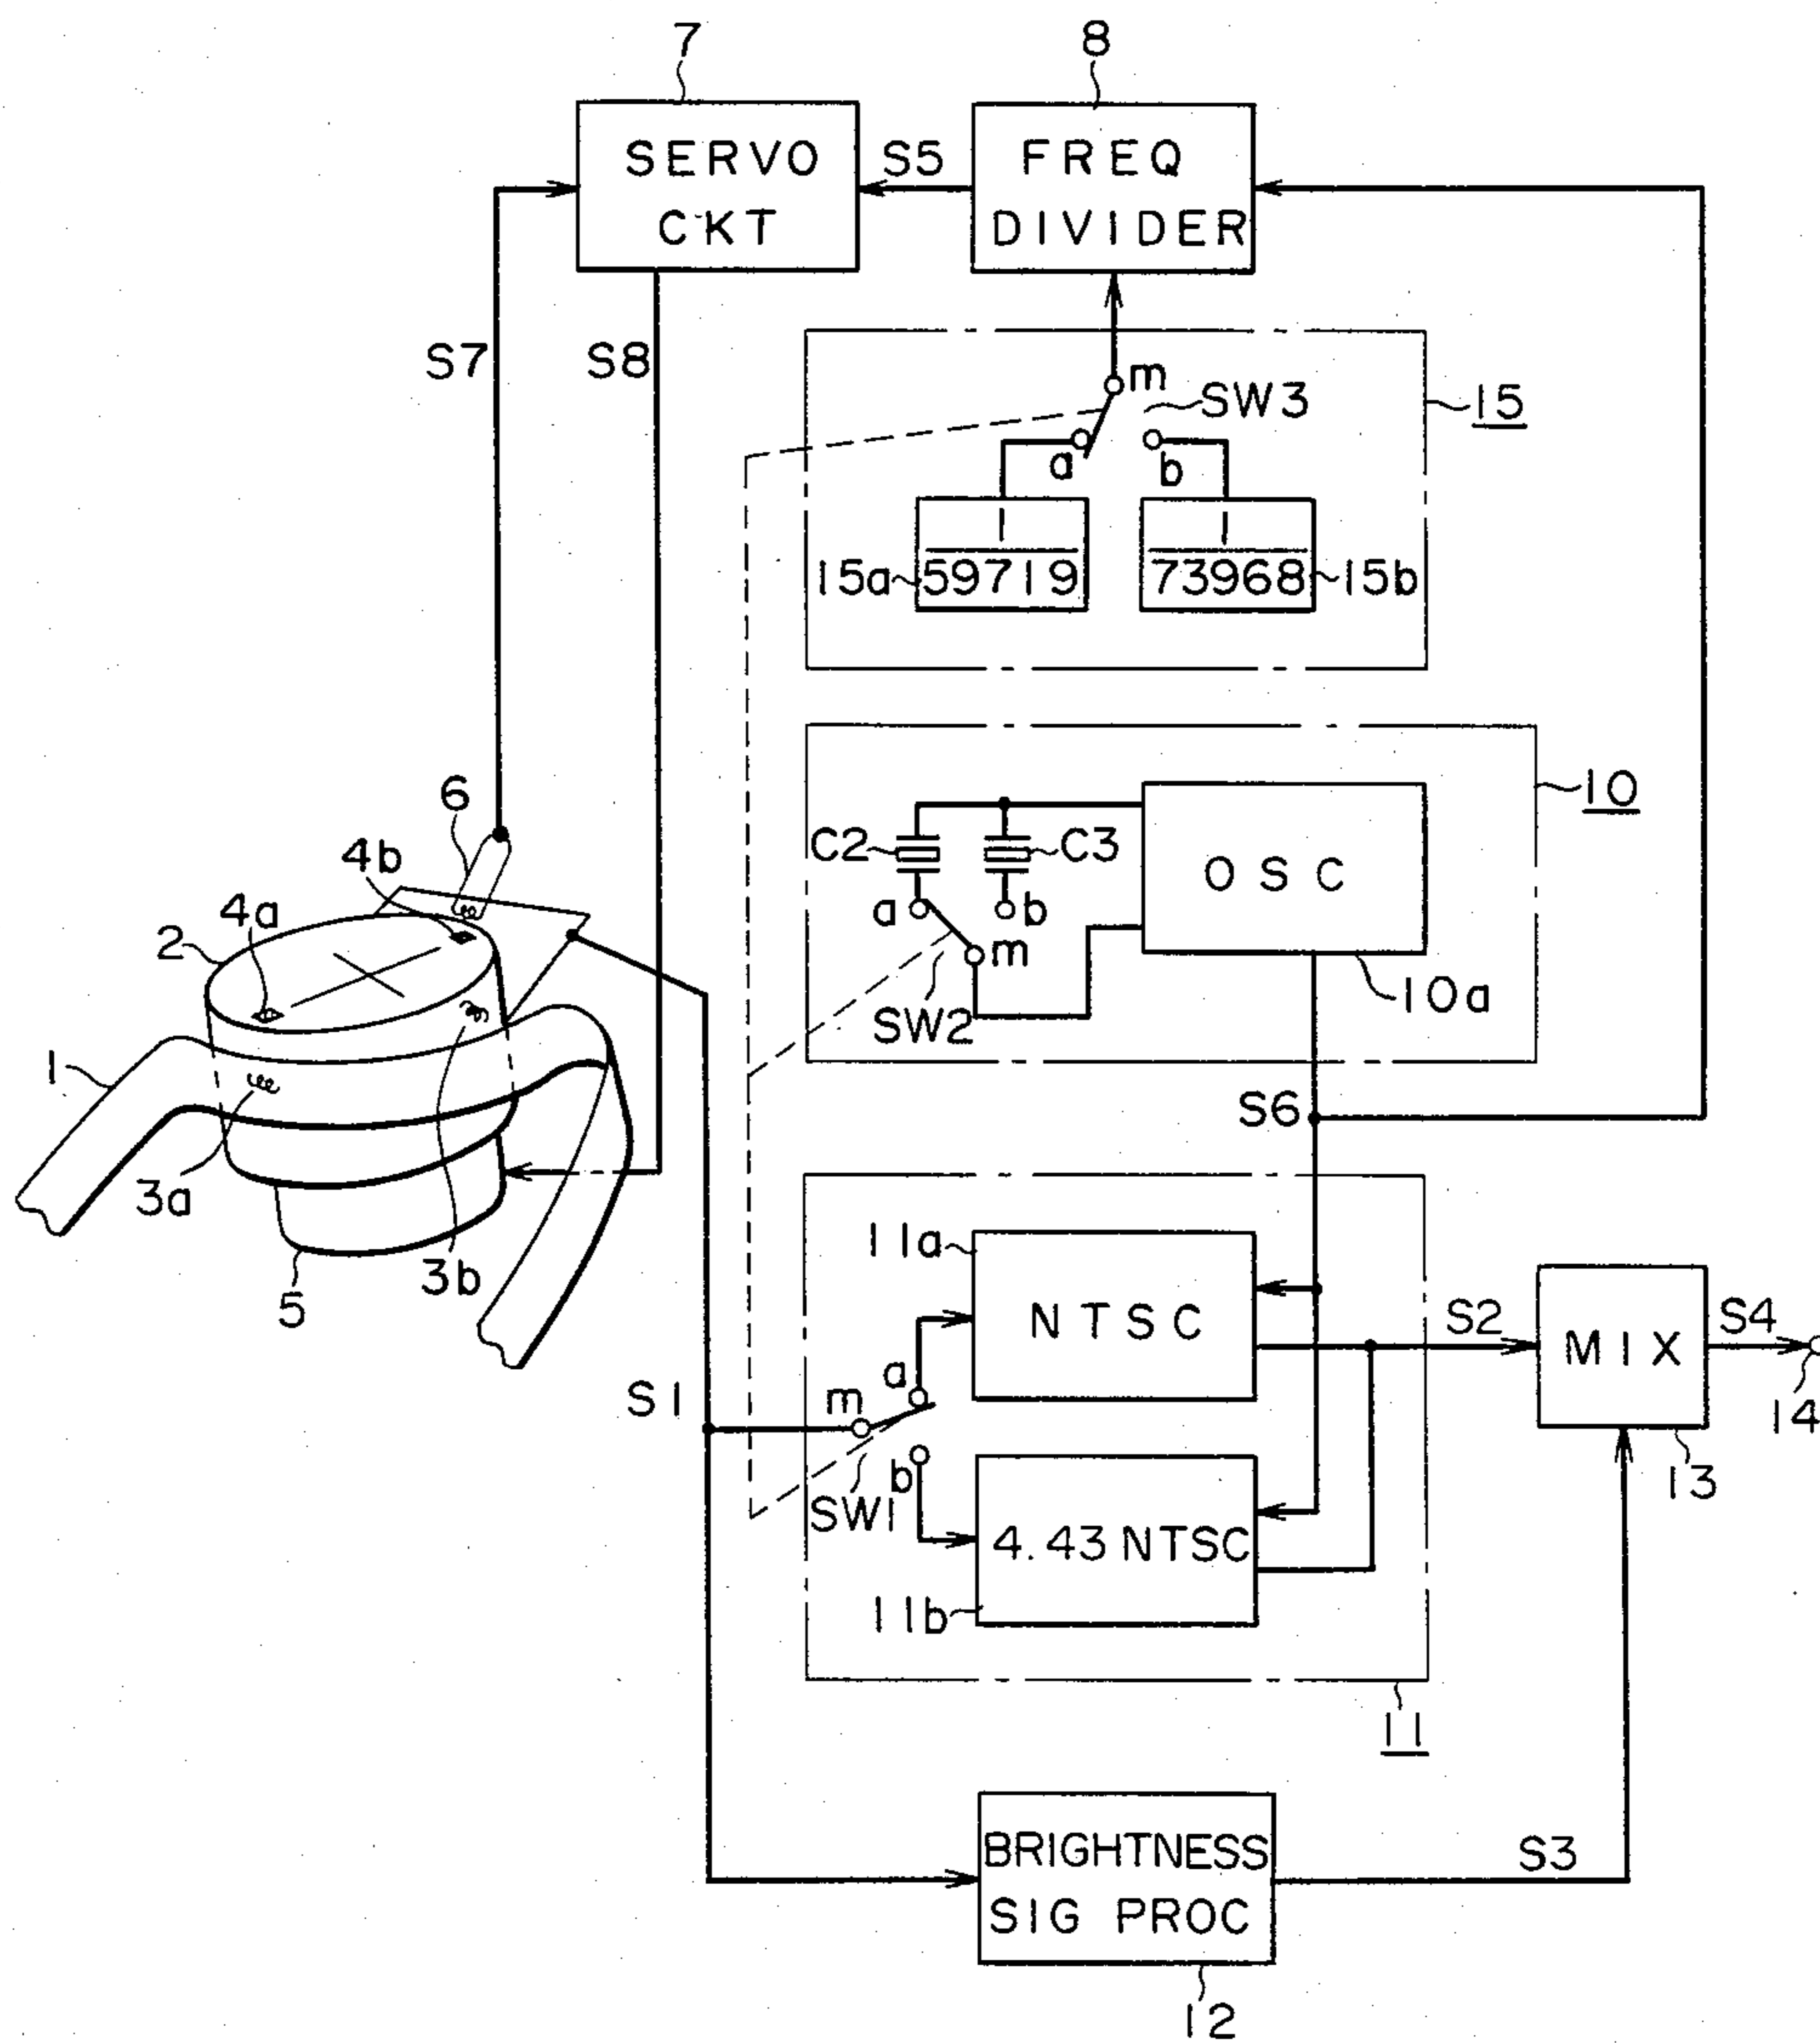 7
8
SERVO
CKT
S5
FREQ
DIVIDER
S7
S8
m
SW3
15
a
b
1
59719
15a
1
73968
15b
10
C2
C3
OSC
a
b
m
SW2
10a
6
4b
4a
2
1
3a
3b
5
S6
11a
NTSC
S2
MIX
S4
14
13
S1
m
a
b
SW1
4.43 NTSC
11b
11
BRIGHTNESS
SIG PROC
S3
12